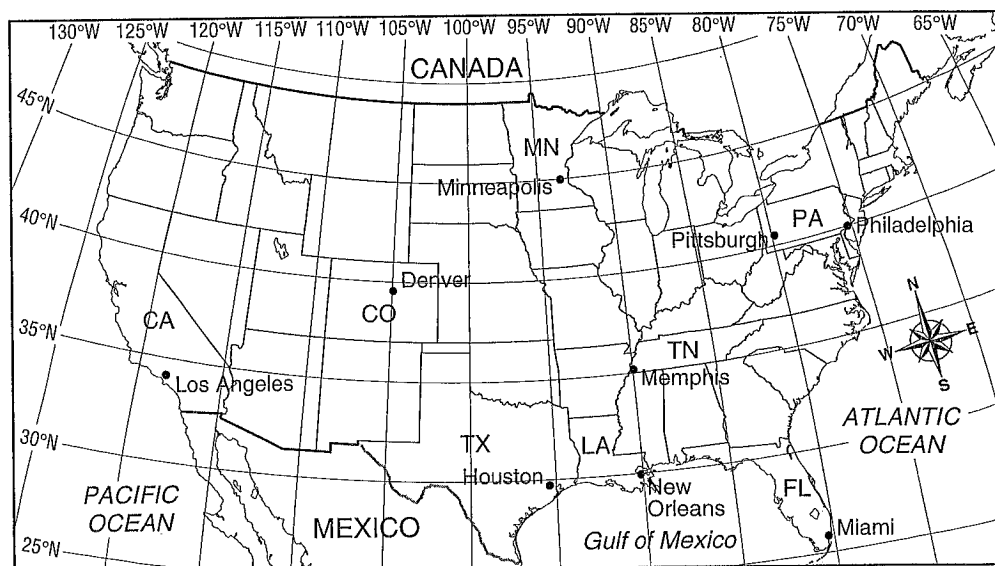 130°W 125°W 120°W 115°W 110°W 105°W 100°W 95°W 90°W 85°W 80°W 75°W 70°W 65°W
CANADA
45°N
MN
Minneapolis
40°N
PA
Philadelphia
Pittsburgh
Denver
CO
N
CA
35°N
TN
W
E
S
Los Angeles
Memphis
ATLANTIC
OCEAN
30°N
TX
LA
Houston
New
Orleans
FL
PACIFIC
OCEAN
MEXICO
Gulf of Mexico
Miami
25°N